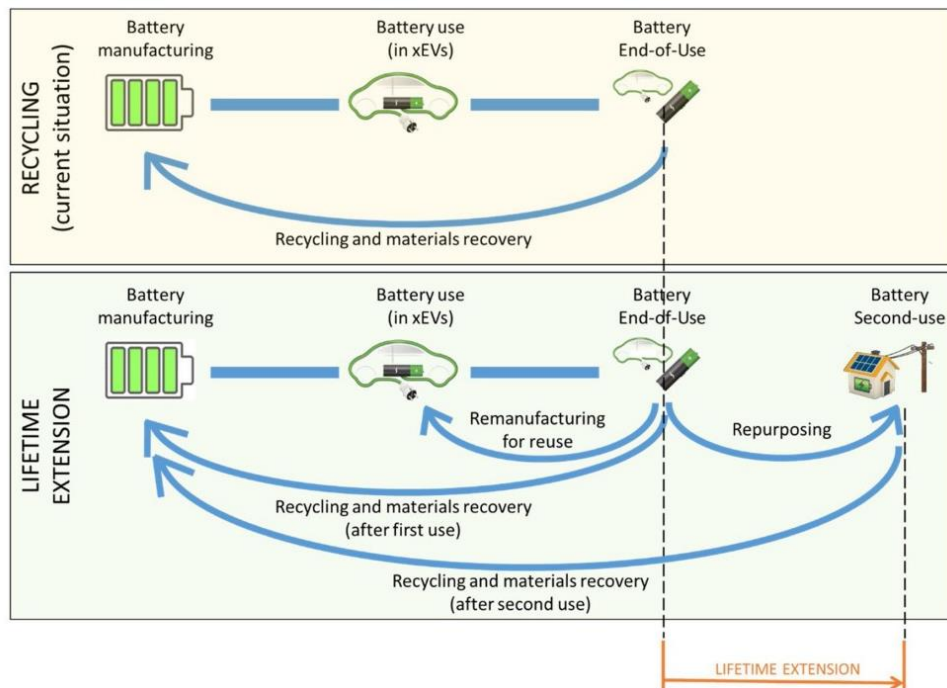 RECYCLING
(current situation)
Battery
manufacturing
Battery use
(in xEVs)
Battery
End-of-Use
Recycling and materials recovery
LIFETIME
EXTENSION
Battery
manufacturing
Battery use
(in xEVs)
Battery
End-of-Use
Battery
Second-use
Remanufacturing
for reuse
Repurposing
Recycling and materials recovery
(after first use)
Recycling and materials recovery
(after second use)
LIFETIME EXTENSION